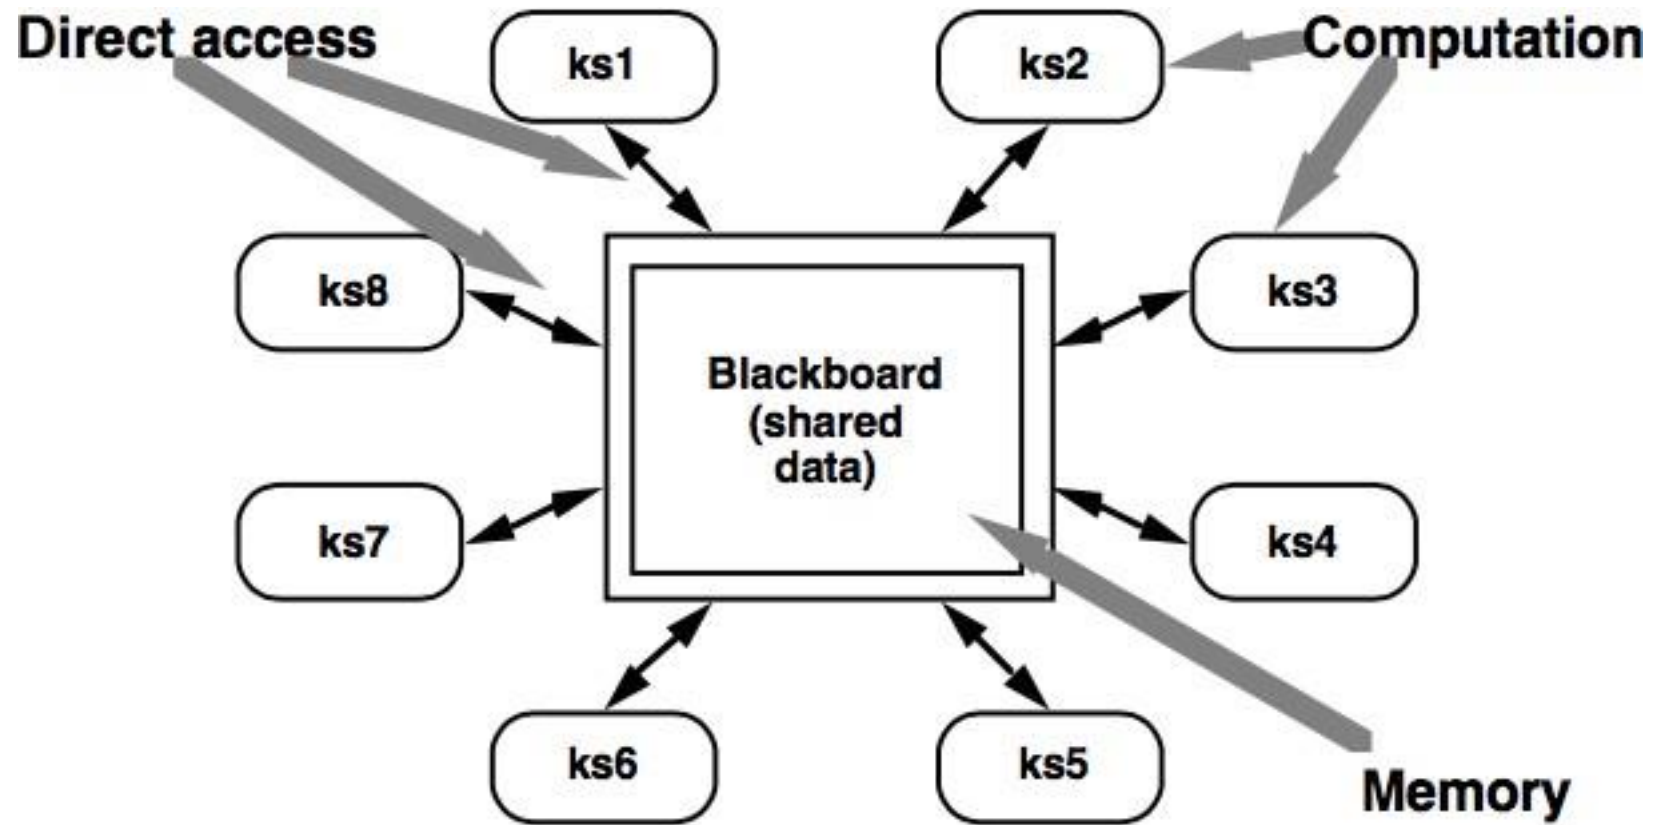 Direct access
ks1
ks2
Computation
ks8
ks3
Blackboard
(shared
data)
ks7
ks4
ks6
ks5
Memory